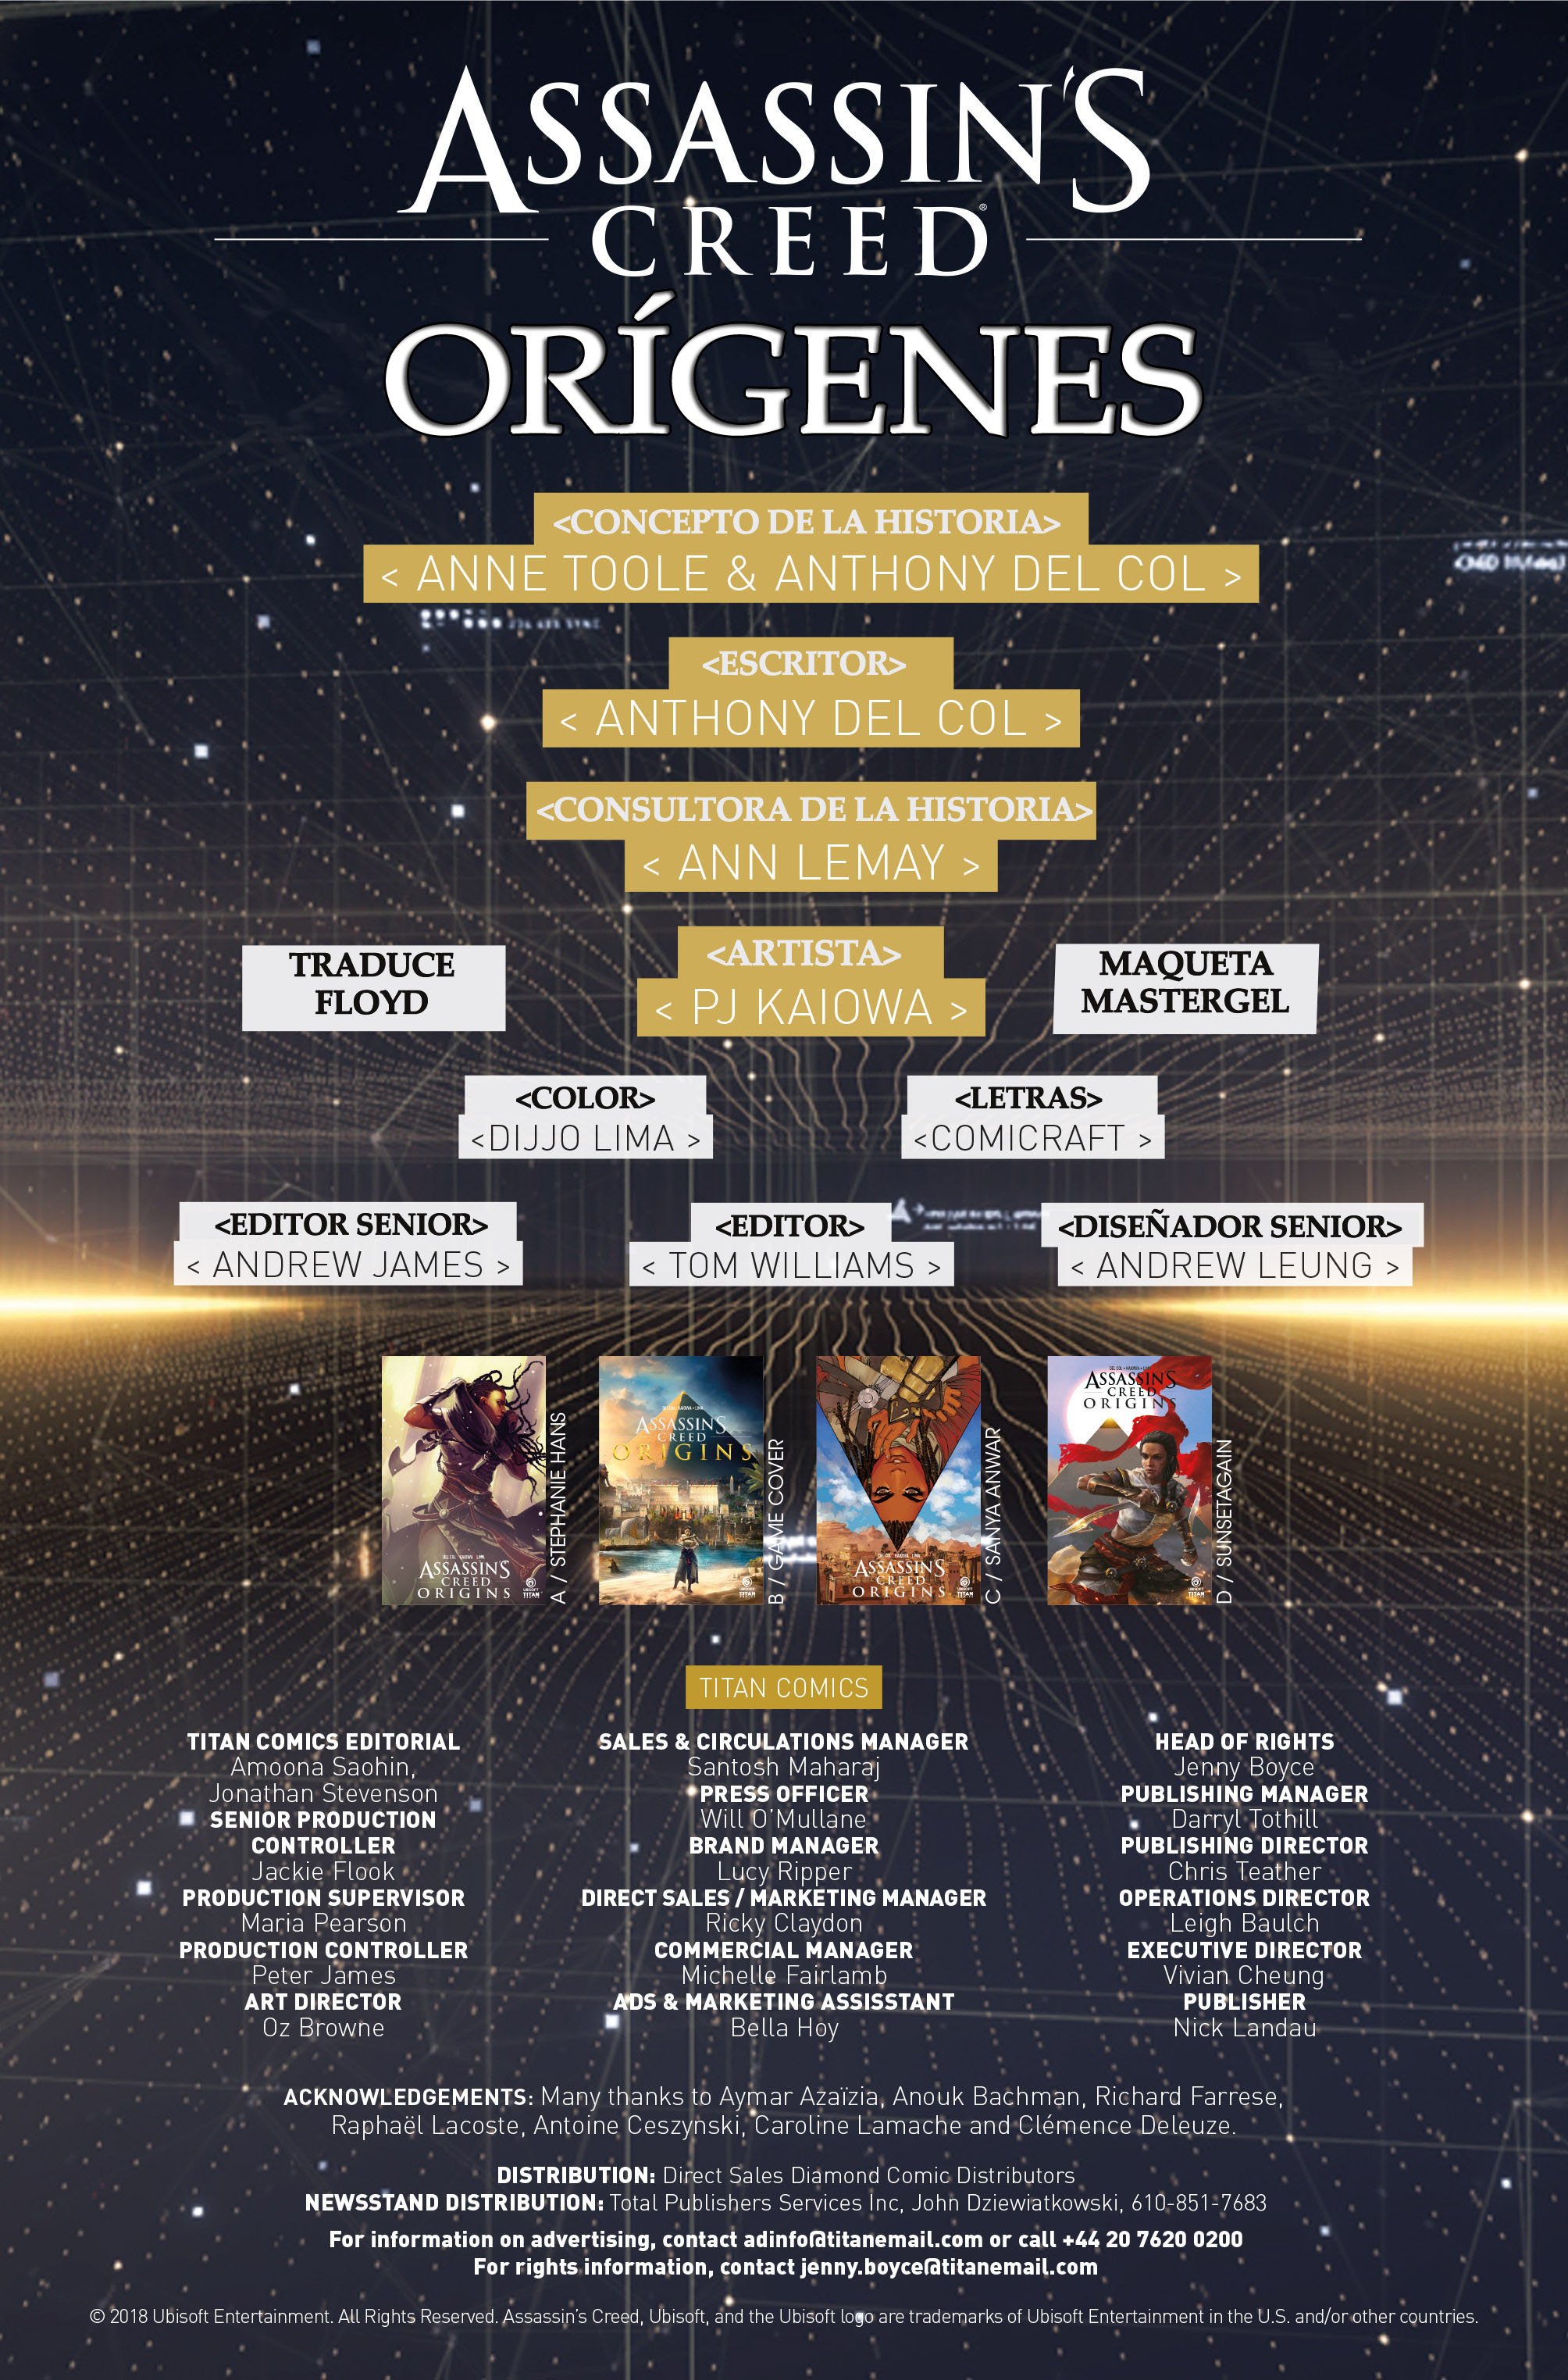 ASSASSIN'S
CREED®
ORÍGENES
<CONCEPTO DE LA HISTORIA>
< ANNE TOOLE & ANTHONY DEL COL >
<ESCRITOR>
< ANTHONY DEL COL >
<CONSULTORA DE LA HISTORIA>
< ANN LEMAY >
TRADUCE
FLOYD
<ARTISTA>
< PJ KAIOWA >
MAQUETA
MASTERGEL
<COLOR>
<DIJJO LIMA >
<LETRAS>
<COMICRAFT >
<EDITOR SENIOR>
< ANDREW JAMES >
<EDITOR>
< TOM WILLIAMS >
<DISEÑADOR SENIOR>
< ANDREW LEUNG >
ASSASSIN'S
CREED
ORIGINS
A / STEPHANIE HANS
ASSASSIN'S
CREED
ORIGINS
B / GAME COVER
ASSASSIN'S
CREED
ORIGINS
C / SANYA ANWAR
ASSASSIN'S
CREED
ORIGINS
D / SUNSETAGAIN
TITAN COMICS
TITAN COMICS EDITORIAL
Amoona Saohin,
Jonathan Stevenson
SENIOR PRODUCTION
CONTROLLER
Jackie Flook
PRODUCTION SUPERVISOR
Maria Pearson
PRODUCTION CONTROLLER
Peter James
ART DIRECTOR
Oz Browne
SALES & CIRCULATIONS MANAGER
Santosh Maharaj
PRESS OFFICER
Will O'Mullane
BRAND MANAGER
Lucy Ripper
DIRECT SALES / MARKETING MANAGER
Ricky Claydon
COMMERCIAL MANAGER
Michelle Fairlamb
ADS & MARKETING ASSISSTANT
Bella Hoy
HEAD OF RIGHTS
Jenny Boyce
PUBLISHING MANAGER
Darryl Tothill
PUBLISHING DIRECTOR
Chris Teather
OPERATIONS DIRECTOR
Leigh Baulch
EXECUTIVE DIRECTOR
Vivian Cheung
PUBLISHER
Nick Landau
ACKNOWLEDGEMENTS: Many thanks to Aymar Azaïzia, Anouk Bachman, Richard Farrese,
Raphaël Lacoste, Antoine Ceszynski, Caroline Lamache and Clémence Deleuze.
DISTRIBUTION: Direct Sales Diamond Comic Distributors
NEWSSTAND DISTRIBUTION: Total Publishers Services Inc, John Dziewiatkowski, 610-851-7683
For information on advertising, contact adinfo@titanemail.com or call +44 20 7620 0200
For rights information, contact jenny.boyce@titanemail.com
© 2018 Ubisoft Entertainment. All Rights Reserved. Assassin's Creed, Ubisoft, and the Ubisoft logo are trademarks of Ubisoft Entertainment in the U.S. and/or other countries.